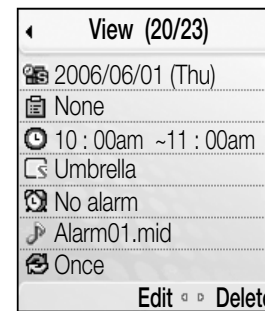 View (20/23)
2006/06/01 (Thu)
None
10 : 00am ~11 : 00am
Umbrella
No alarm
Alarm01.mid
Once
Edit Delete